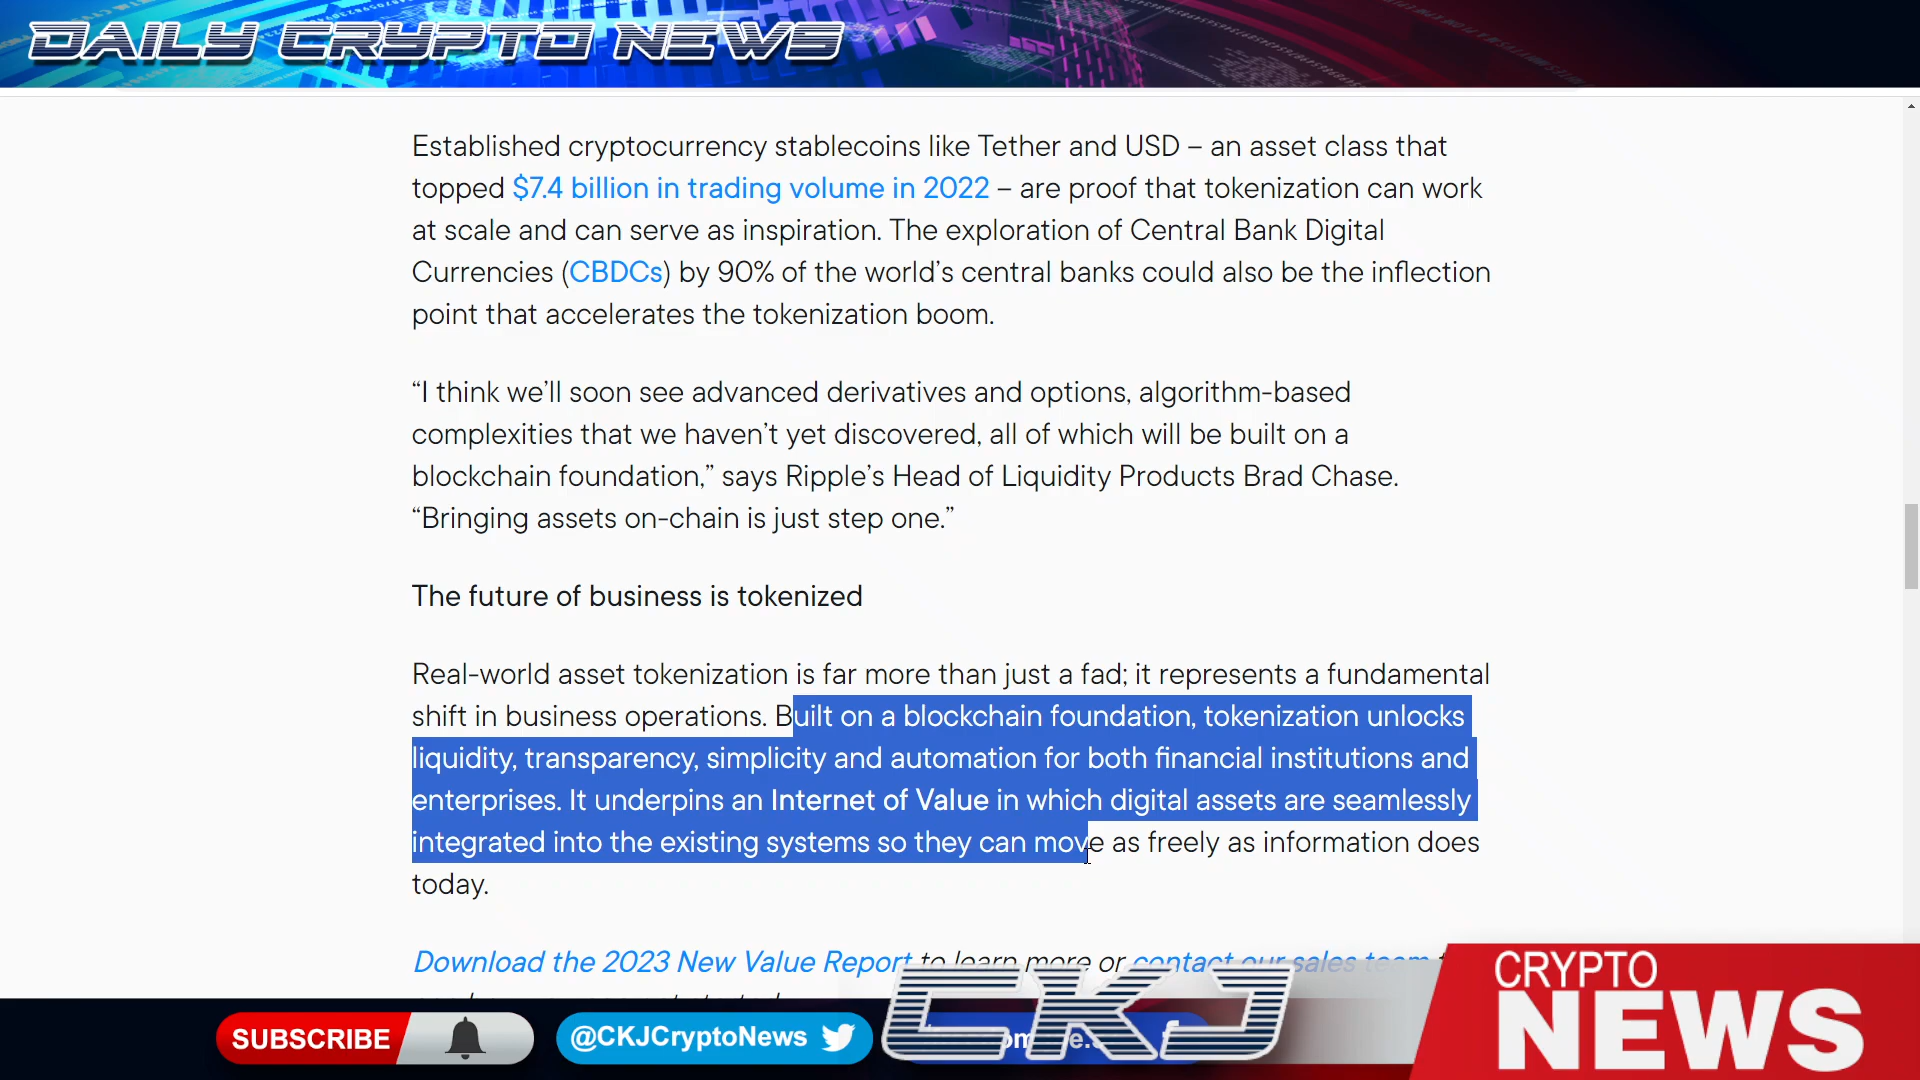 DAILY CRYPTO NEWS
Established cryptocurrency stablecoins like Tether and USD – an asset class that
topped $7.4 billion in trading volume in 2022 – are proof that tokenization can work
at scale and can serve as inspiration. The exploration of Central Bank Digital
Currencies (CBDCs) by 90% of the world’s central banks could also be the inflection
point that accelerates the tokenization boom.
“I think we’ll soon see advanced derivatives and options, algorithm-based
complexities that we haven’t yet discovered, all of which will be built on a
blockchain foundation,” says Ripple’s Head of Liquidity Products Brad Chase.
“Bringing assets on-chain is just step one.”
The future of business is tokenized
Real-world asset tokenization is far more than just a fad; it represents a fundamental
shift in business operations. Built on a blockchain foundation, tokenization unlocks
liquidity, transparency, simplicity and automation for both financial institutions and
enterprises. It underpins an Internet of Value in which digital assets are seamlessly
integrated into the existing systems so they can move as freely as information does
today.
Download the 2023 New Value Report to learn more or contact our sales team
SUBSCRIBE
@CKJCryptoNews
CKJ
CRYPTO
NEWS